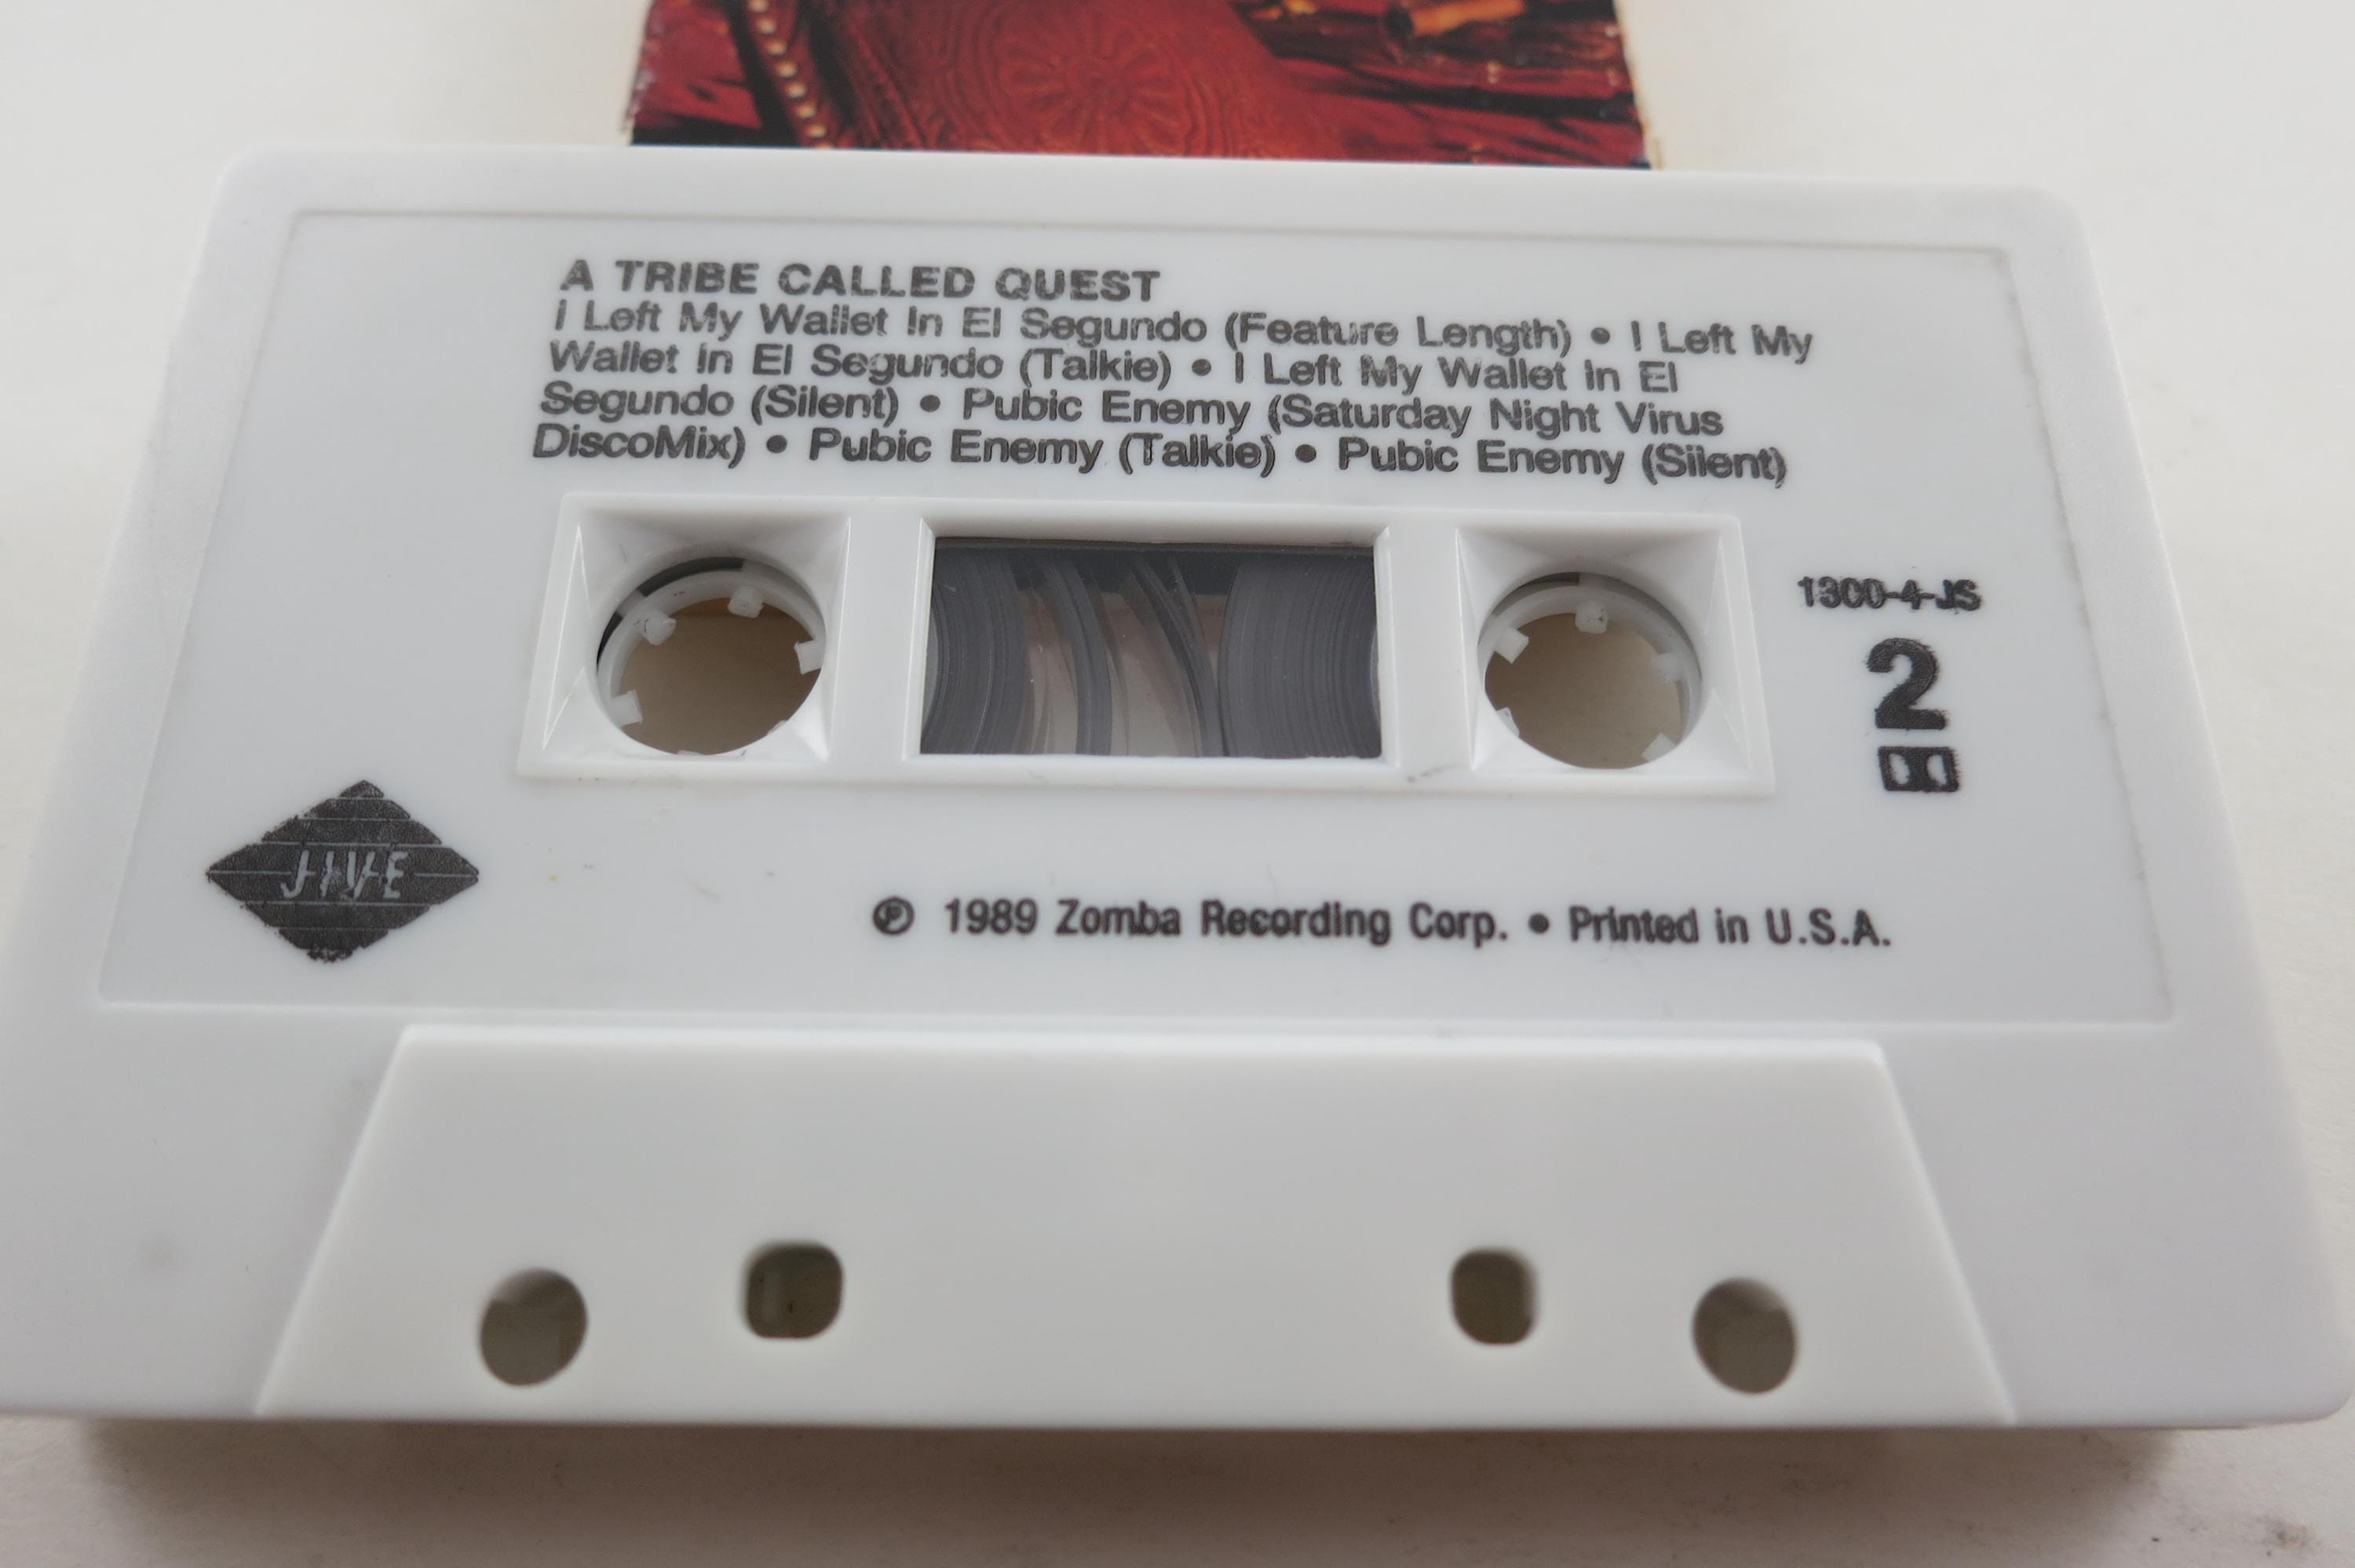 A TRIBE CALLED QUEST
I Left My Wallet In El Segundo (Feature Length) • I Left My
Wallet In El Segundo (Talkie) • I Left My Wallet In El
Segundo (Silent) • Pubic Enemy (Saturday Night Virus
DiscoMix) • Pubic Enemy (Talkie) • Pubic Enemy (Silent)
1300-4-JS
2
JIVE
℗ 1989 Zomba Recording Corp. • Printed in U.S.A.